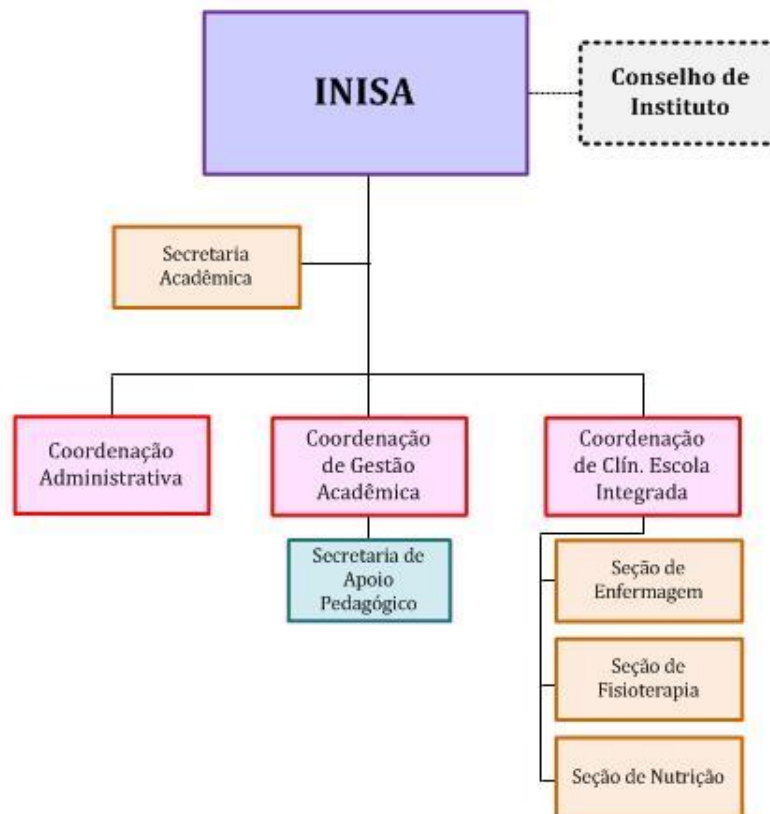 INISA
Conselho de
Instituto
Secretaria
Acadêmica
Coordenação
Administrativa
Coordenação
de Gestão
Acadêmica
Coordenação
de Clín. Escola
Integrada
Secretaria de
Apoio
Pedagógico
Seção de
Enfermagem
Seção de
Fisioterapia
Seção de Nutrição